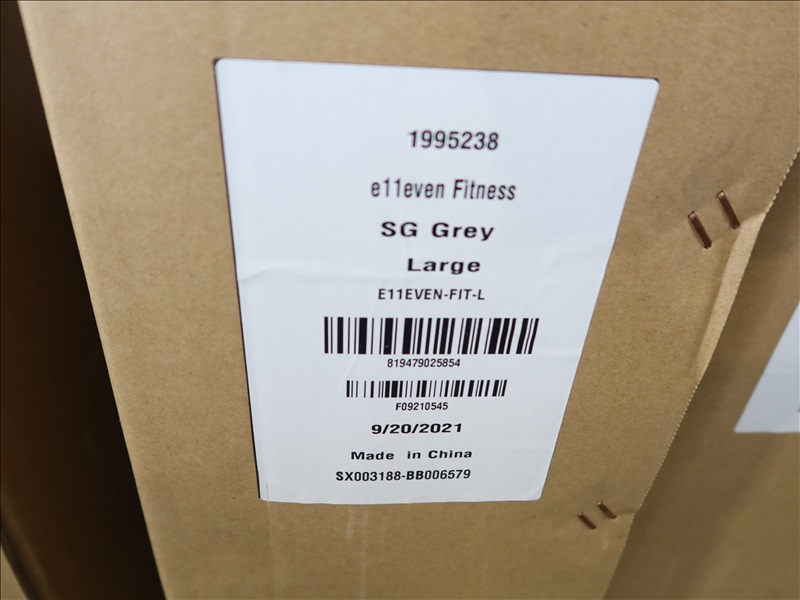 1995238
e11even Fitness
SG Grey
Large
E11EVEN-FIT-L
819479025854
F09210545
9/20/2021
Made in China
SX003188-BB006579